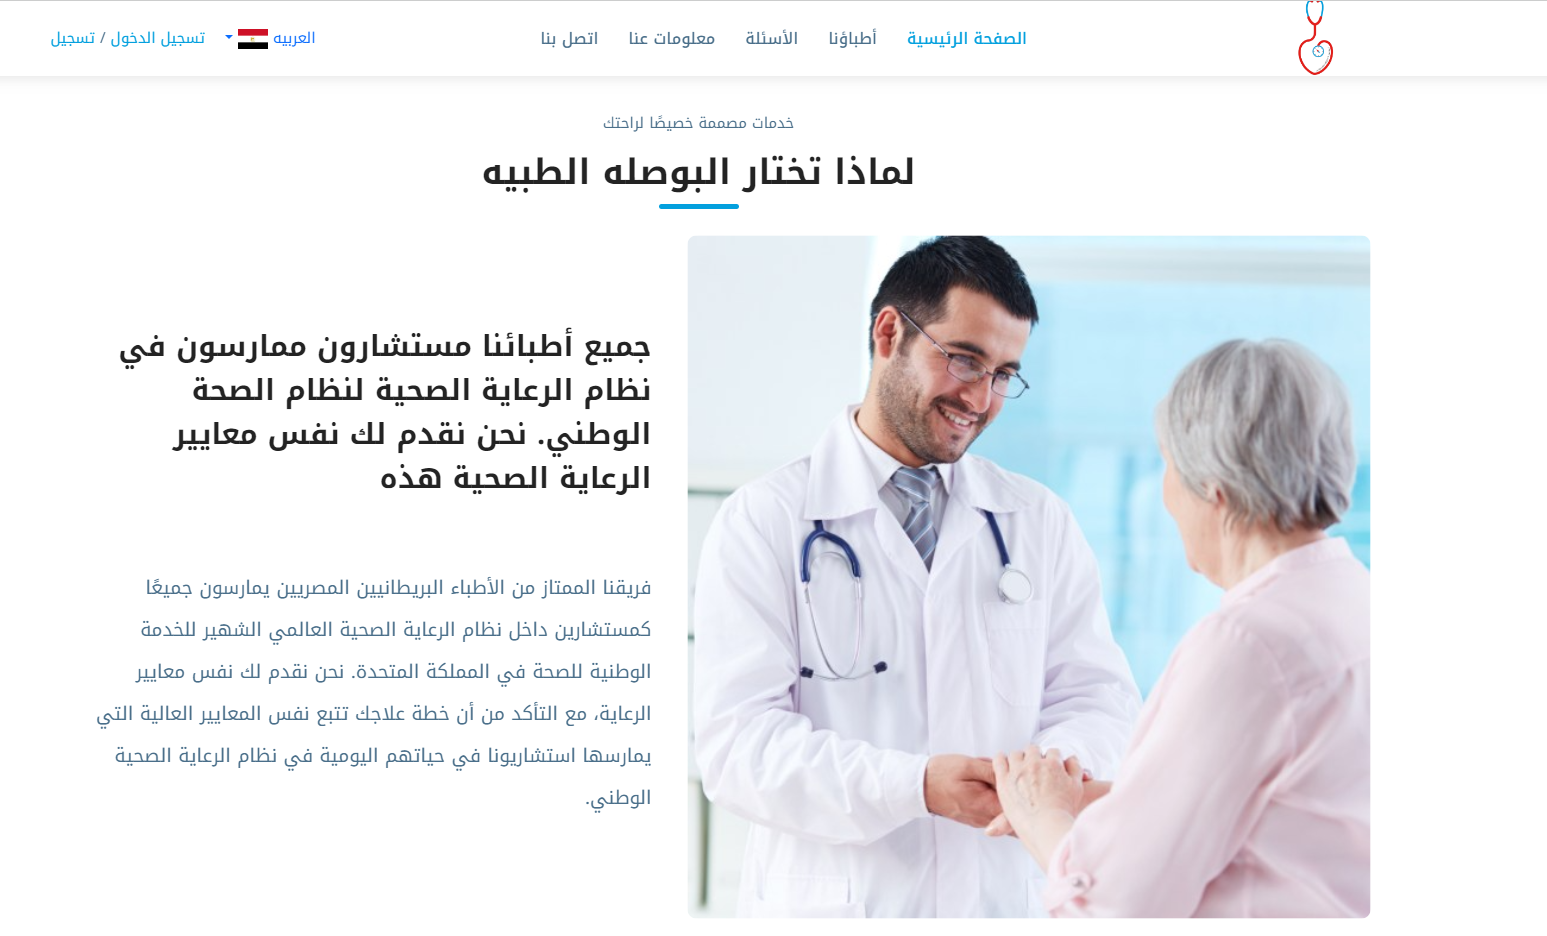 الصفحة الرئيسية
أطباؤنا
الأسئلة
معلومات عنا
اتصل بنا
العربيه
تسجيل الدخول / تسجيل
خدمات مصممة خصيصًا لراحتك
لماذا تختار البوصله الطبيه
جميع أطبائنا مستشارون ممارسون في
نظام الرعاية الصحية لنظام الصحة
الوطني. نحن نقدم لك نفس معايير
الرعاية الصحية هذه
فريقنا الممتاز من الأطباء البريطانيين المصريين يمارسون جميعًا
كمستشارين داخل نظام الرعاية الصحية العالمي الشهير للخدمة
الوطنية للصحة في المملكة المتحدة. نحن نقدم لك نفس معايير
الرعاية، مع التأكد من أن خطة علاجك تتبع نفس المعايير العالية التي
يمارسها استشاريونا في حياتهم اليومية في نظام الرعاية الصحية
الوطني.